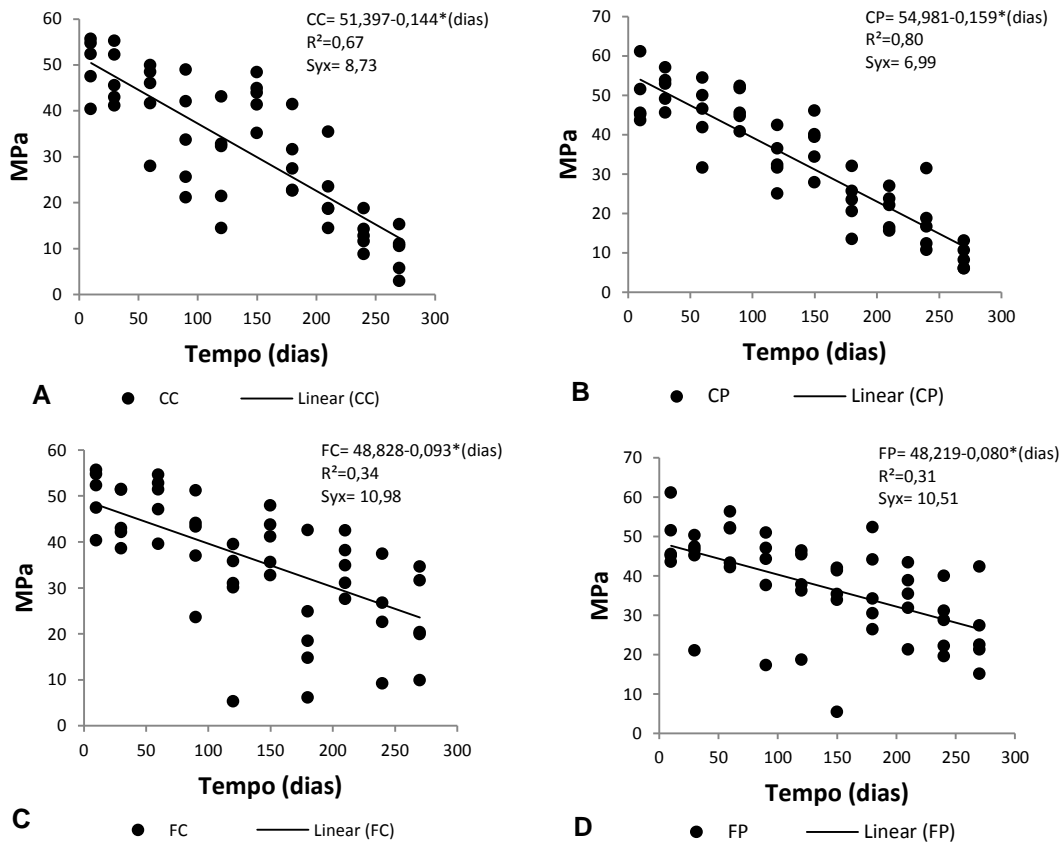 CC= 51,397-0,144*(dias)
R²=0,67
Syx= 8,73
MPa
60
50
40
30
20
10
0
0 50 100 150 200 250 300
Tempo (dias)
A CC Linear (CC)
CP= 54,981-0,159*(dias)
R²=0,80
Syx= 6,99
MPa
70
60
50
40
30
20
10
0
0 50 100 150 200 250 300
Tempo (dias)
B CP Linear (CP)
FC= 48,828-0,093*(dias)
R²=0,34
Syx= 10,98
MPa
60
50
40
30
20
10
0
0 50 100 150 200 250 300
Tempo (dias)
C FC Linear (FC)
FP= 48,219-0,080*(dias)
R²=0,31
Syx= 10,51
MPa
70
60
50
40
30
20
10
0
0 50 100 150 200 250 300
Tempo (dias)
D FP Linear (FP)